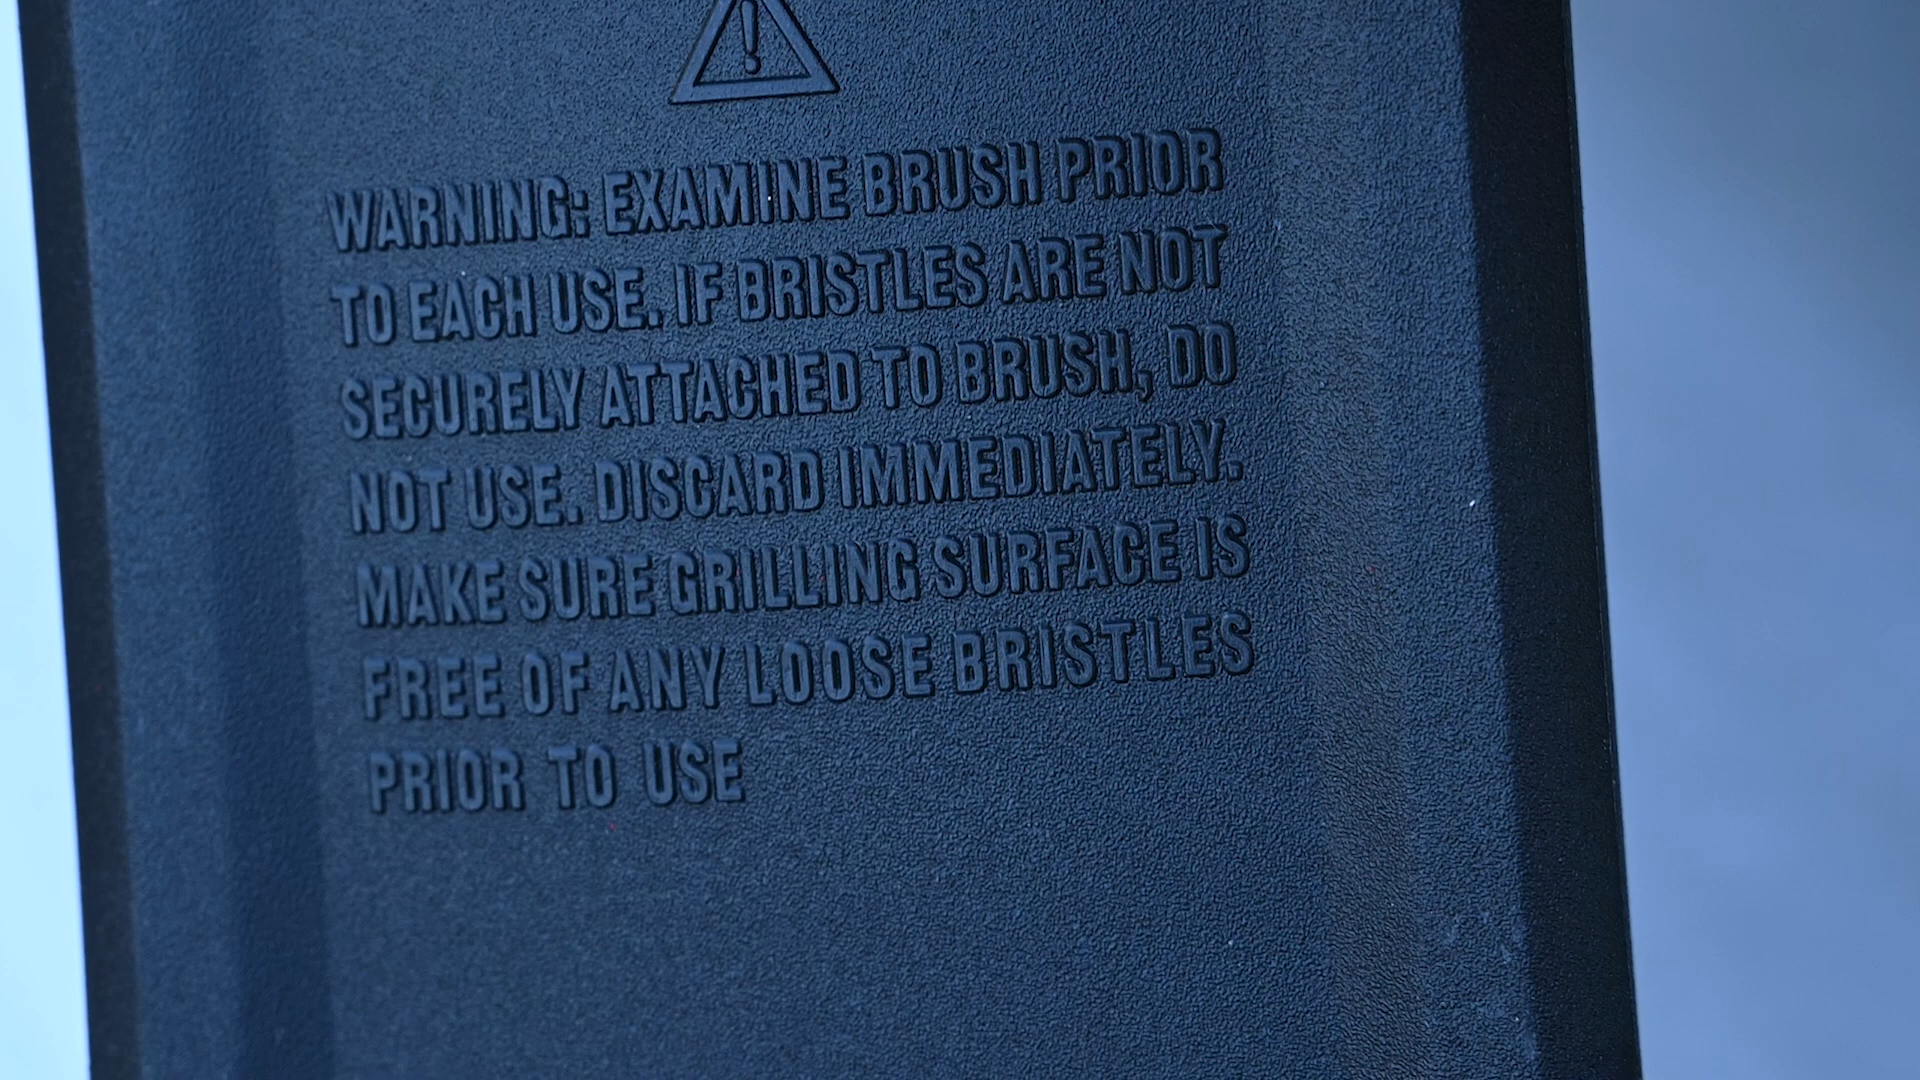 WARNING: EXAMINE BRUSH PRIOR
TO EACH USE. IF BRISTLES ARE NOT
SECURELY ATTACHED TO BRUSH, DO
NOT USE. DISCARD IMMEDIATELY.
MAKE SURE GRILLING SURFACE IS
FREE OF ANY LOOSE BRISTLES
PRIOR TO USE